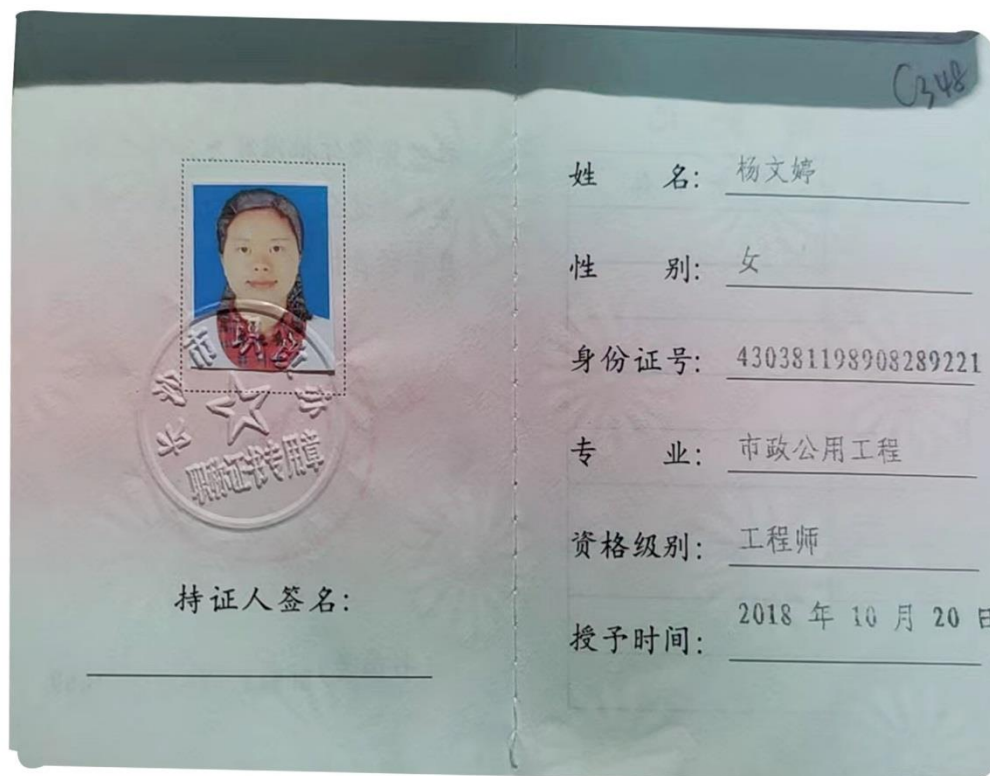 C348
姓 名: 杨文婷
性 别: 女
身份证号: 430381198908289221
专 业: 市政公用工程
资格级别: 工程师
授予时间: 2018 年 10 月 20 日
持证人签名: